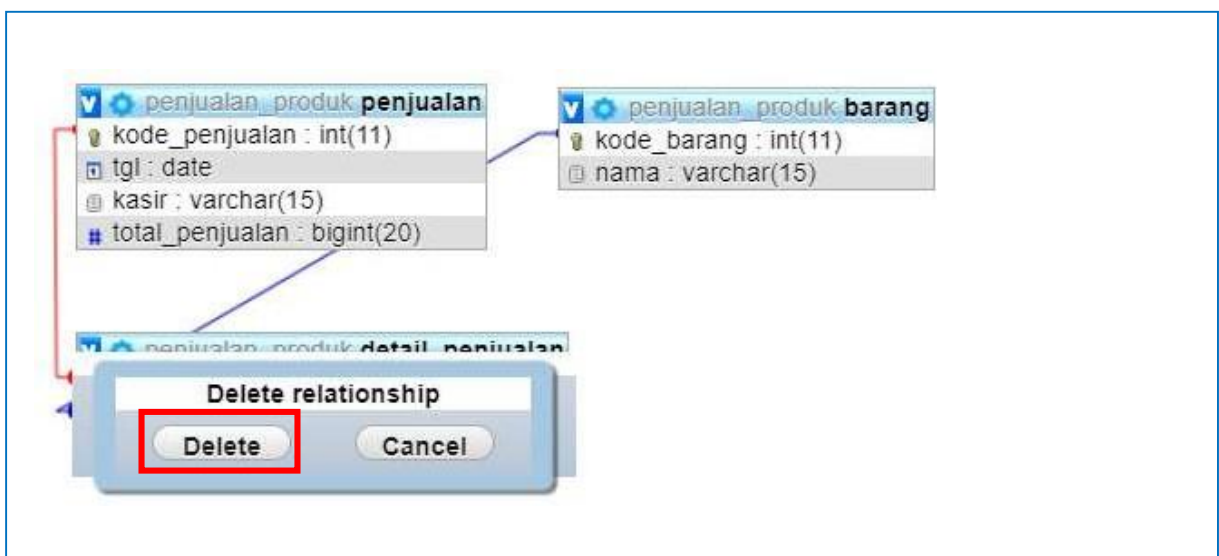 penjualan_produk penjualan
kode_penjualan : int(11)
tgl : date
kasir : varchar(15)
total_penjualan : bigint(20)
penjualan_produk barang
kode_barang : int(11)
nama : varchar(15)
penjualan_produk detail_penjualan
Delete relationship
Delete Cancel